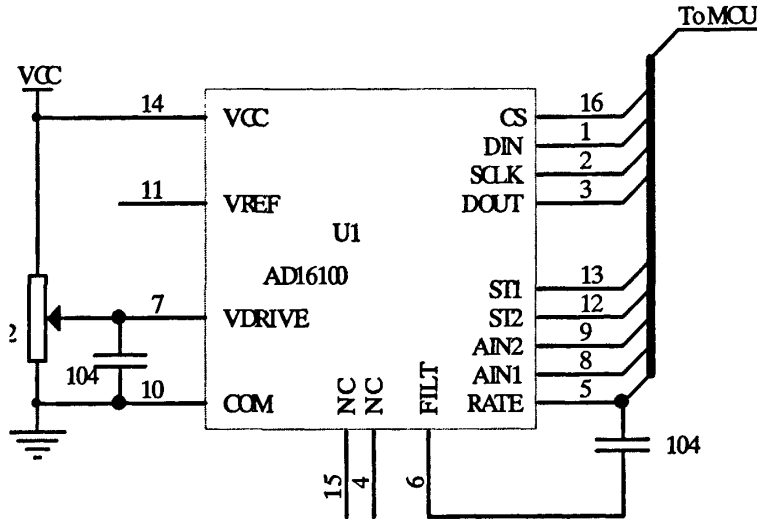 To MCU
VCC
14 VCC CS 16
DIN 1
SCLK 2
11 VREF DOUT 3
U1
AD16100
ST1 13
7 VDRIVE ST2 12
2
AIN2 9
104
AIN1 8
10 COM NC NC FILT RATE 5
104
15 4 6